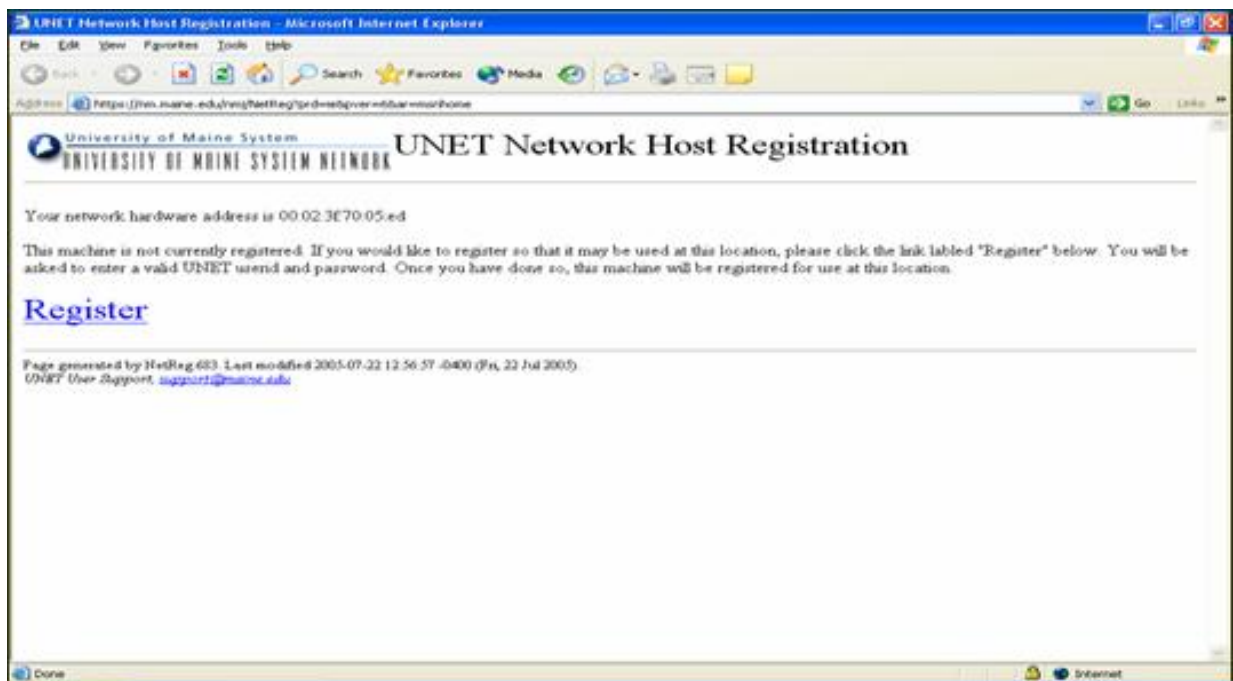 UNET Network Host Registration - Microsoft Internet Explorer
File Edit View Favorites Tools Help
Back Search Favorites Media
Address Go Links
University of Maine System
UNIVERSITY OF MAINE SYSTEM NETWORK
UNET Network Host Registration
Your network hardware address is 00:02:3E:70:05:ed
This machine is not currently registered. If you would like to register so that it may be used at this location, please click the link labled "Register" below. You will be
asked to enter a valid UNET userid and password. Once you have done so, this machine will be registered for use at this location.
Register
Page generated by NetReg 683. Last modified 2005-07-22 12:56:57 -0400 (Fri, 22 Jul 2005)
UNET User Support, support@maine.edu
Done Internet